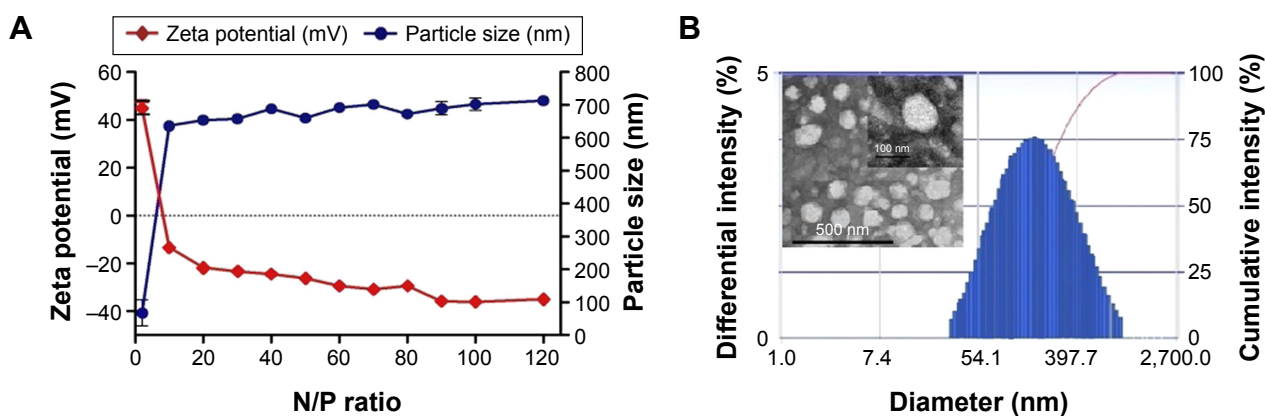 A
Zeta potential (mV) Particle size (nm)
Zeta potential (mV)
60
40
20
0
–20
–40
800
700
600
500
400
300
200
100
0
Particle size (nm)
0 20 40 60 80 100 120
N/P ratio
B
Differential intensity (%)
5
0
100 nm
500 nm
100
75
50
25
0
Cumulative intensity (%)
1.0 7.4 54.1 397.7 2,700.0
Diameter (nm)